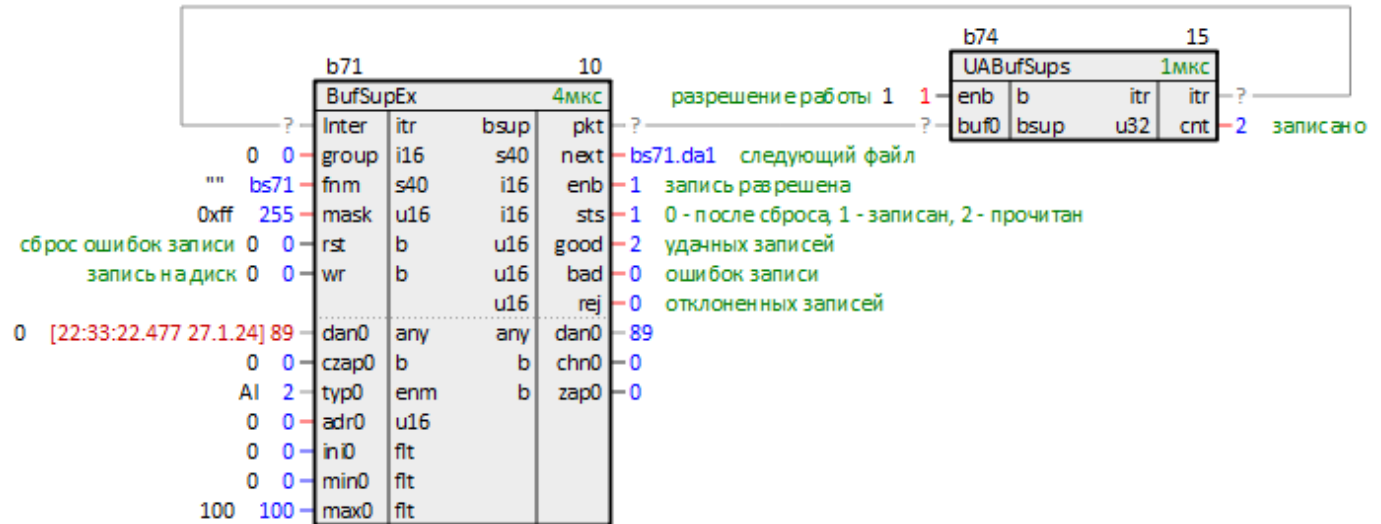 b74 15
UABufSups 1мкс
разрешение работы 1 1 enb b itr itr ?
? buf0 bsup u32 cnt 2 записано
b71 10
BufSupEx 4мкс
? Inter itr bsup pkt ?
0 0 group i16 s40 next bs71.da1 следующий файл
"" bs71 fnm s40 i16 enb 1 запись разрешена
0xff 255 mask u16 i16 sts 1 0 - после сброса, 1 - записан, 2 - прочитан
сброс ошибок записи 0 0 rst b u16 good 2 удачных записей
запись на диск 0 0 wr b u16 bad 0 ошибок записи
u16 rej 0 отклоненных записей
0 [22:33:22.477 27.1.24] 89 dan0 any any dan0 89
0 0 czap0 b b chn0 0
AI 2 typ0 enm b zap0 0
0 0 adr0 u16
0 0 ini0 flt
0 0 min0 flt
100 100 max0 flt